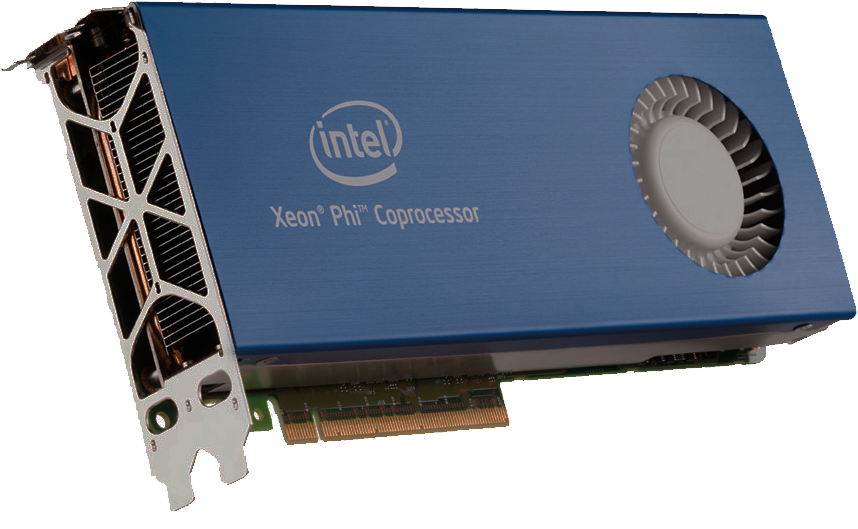 intel®
Xeon® Phi™ Coprocessor